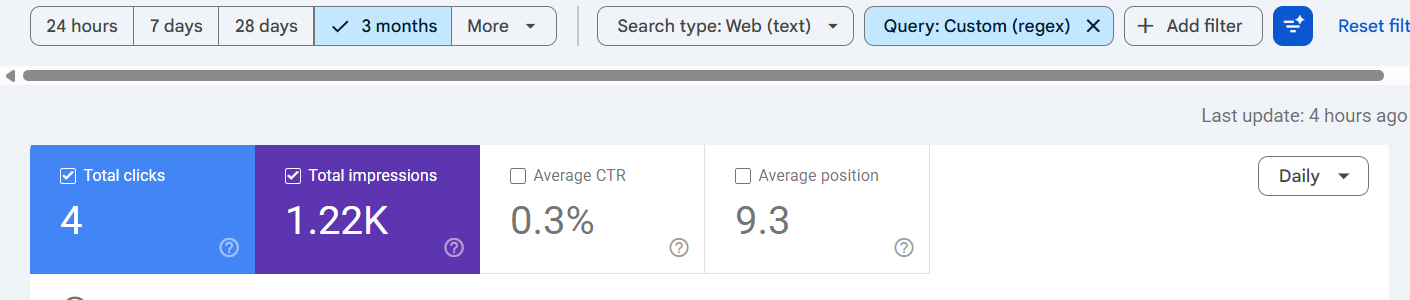 24 hours 7 days 28 days 3 months More Search type: Web (text) Query: Custom (regex) Add filter Reset filt
Last update: 4 hours ago
Total clicks Total impressions Average CTR Average position Daily
4 1.22K 0.3% 9.3